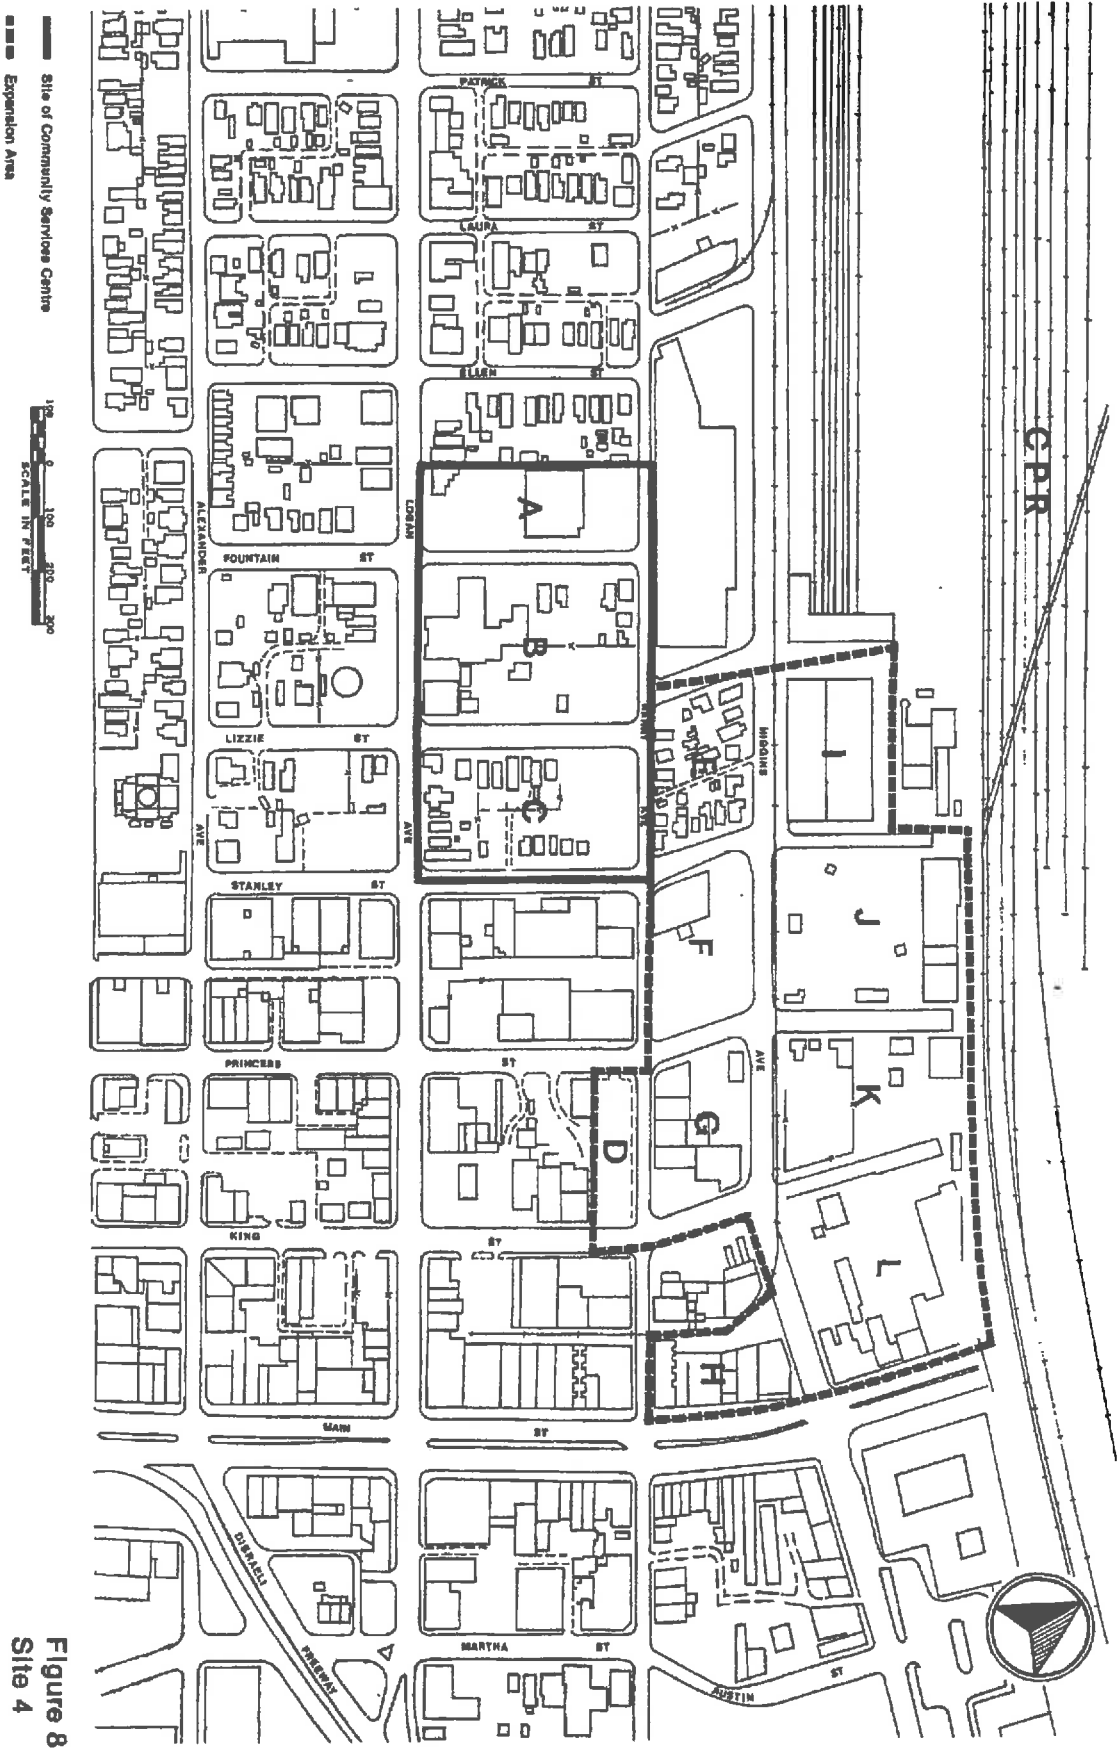 PATRICK ST
LAURA ST
ELLEN ST
CPR
A
LOGAN
ALEXANDER
FOUNTAIN ST
B
HIGGINS
LIZZIE ST
E
I
C
AVE
AVE
AVE
STANLEY ST
F
J
PRINCESS ST
AVE
K
G
D
KING ST
L
H
MAIN ST
DISRAELI
FREEWAY
MARTHA ST
AUSTIN ST
Site of Community Services Centre
Expansion Area
100 0 100 200 300
SCALE IN FEET
Figure 8
Site 4